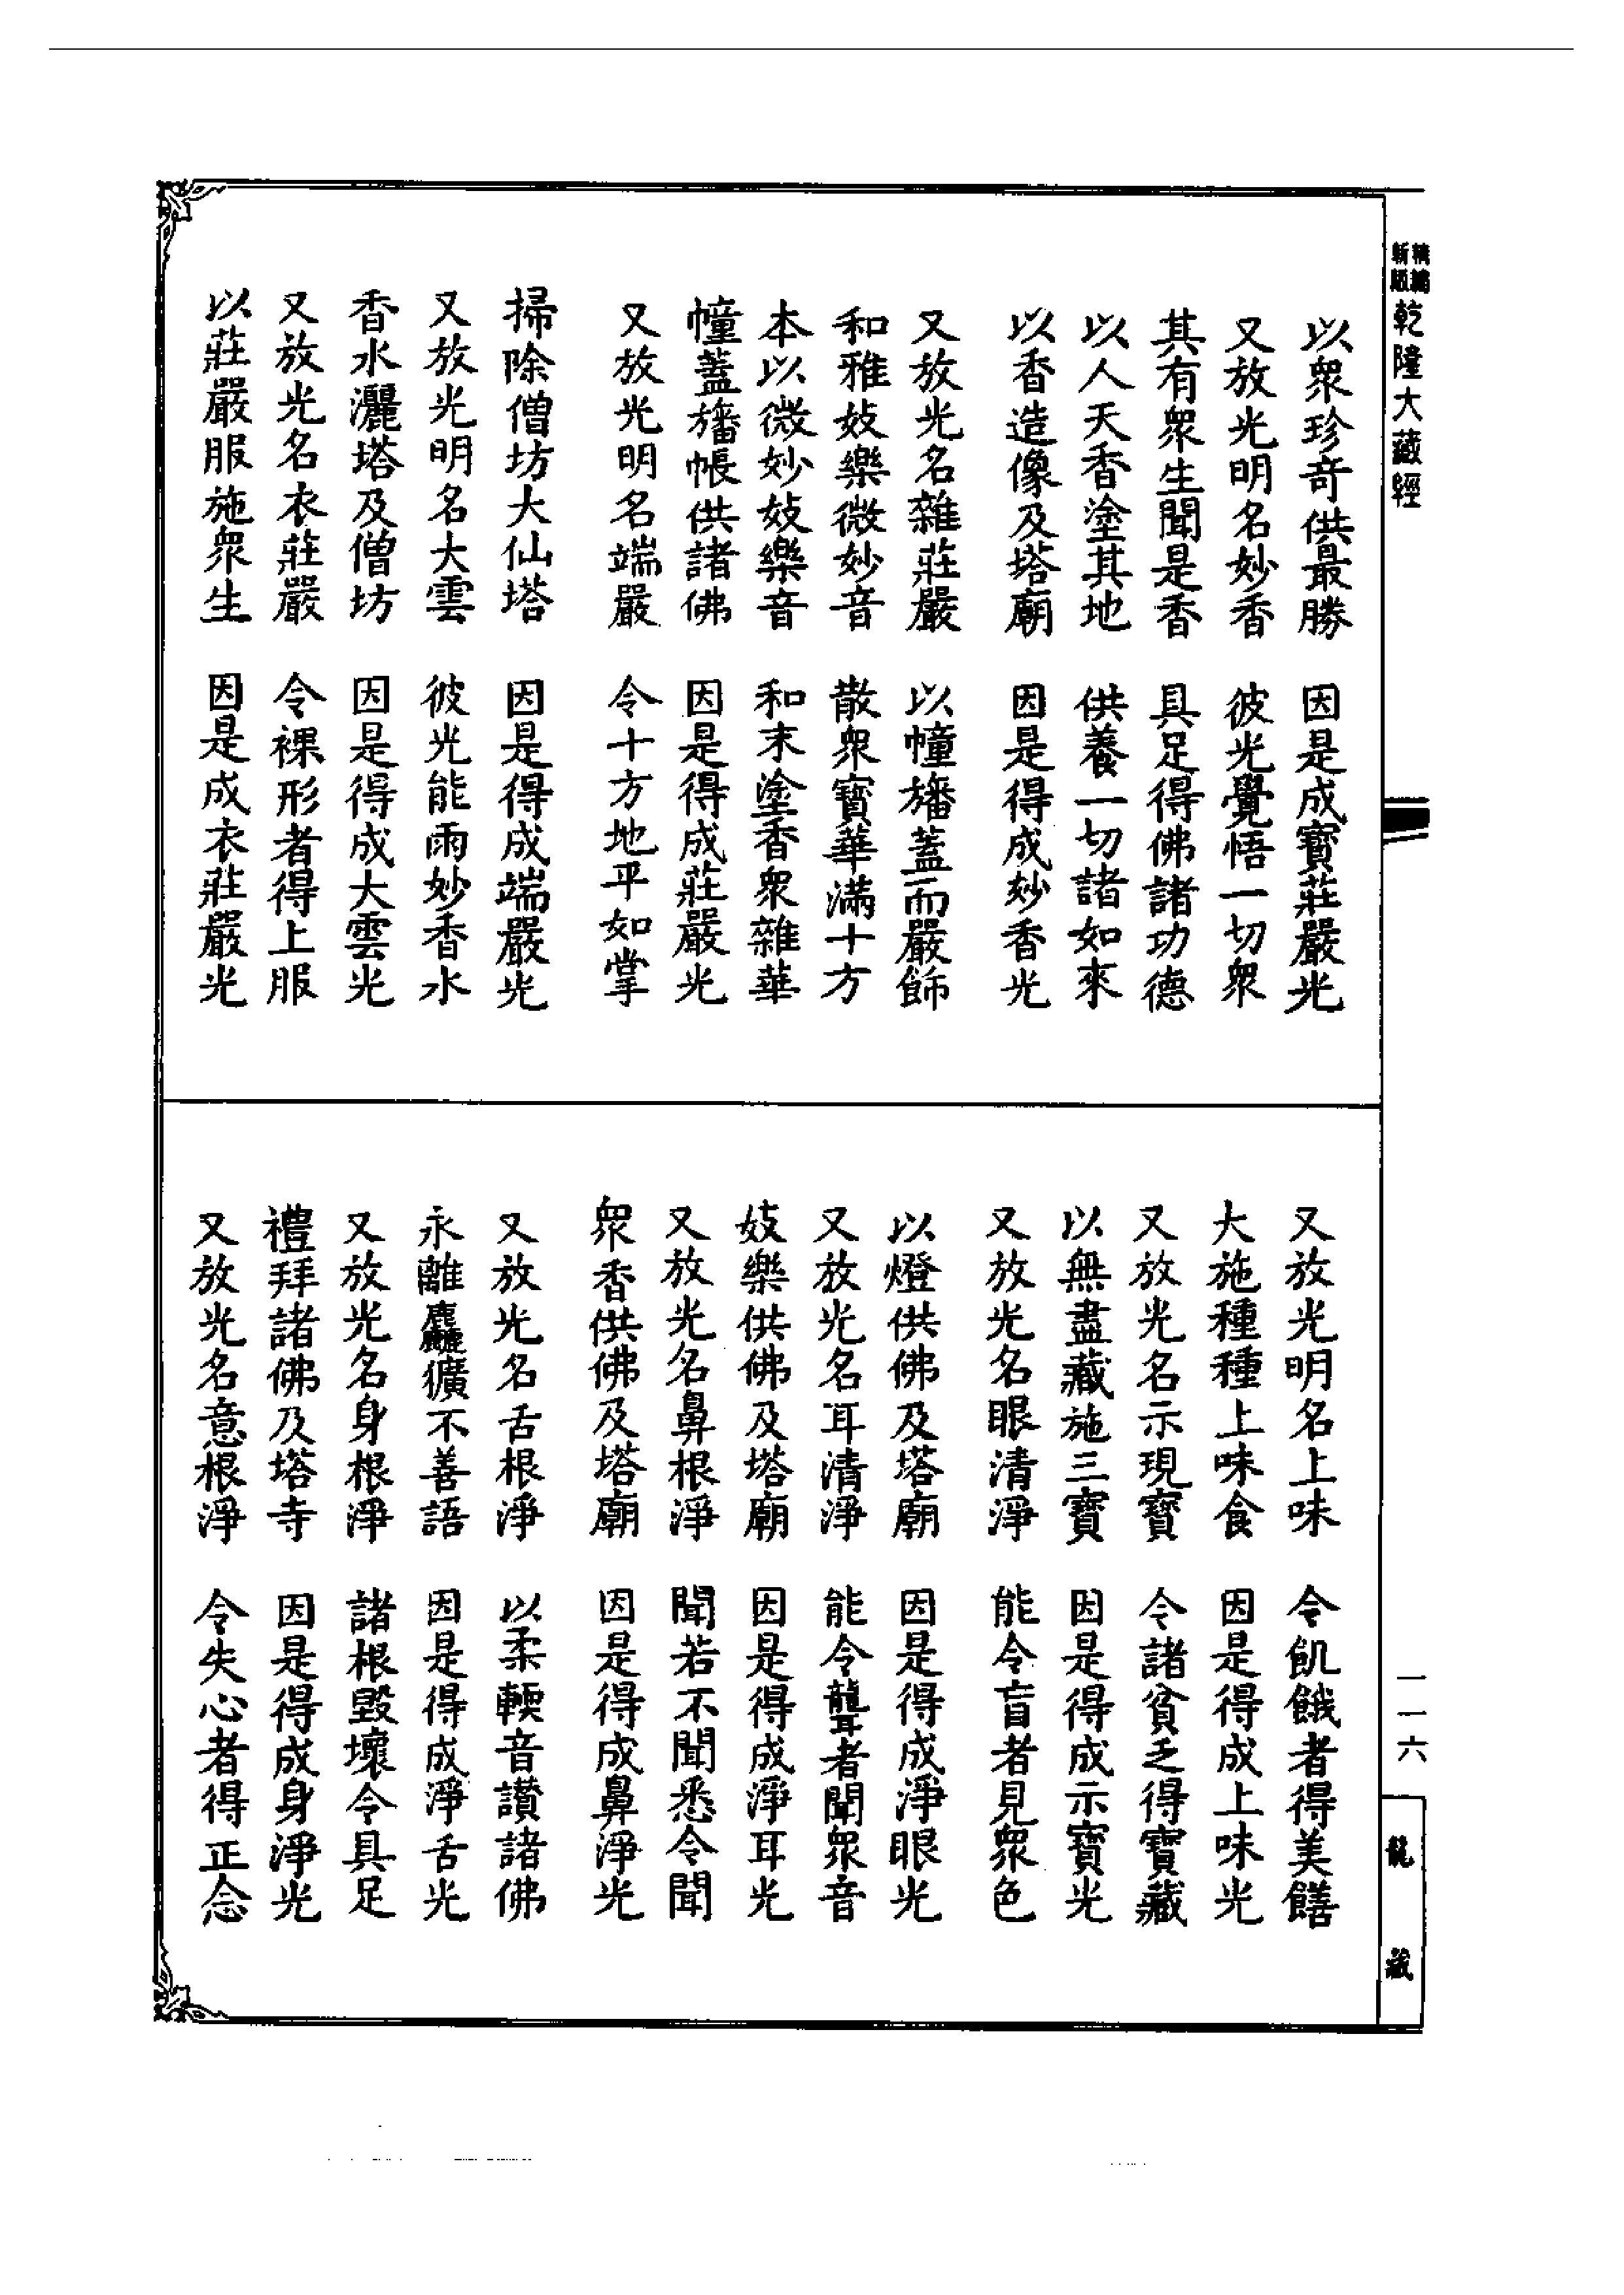 精編
新版
乾隆大藏經
以衆珍奇供最勝　因是成寶莊嚴光
又放光明名妙香　彼光覺悟一切衆
其有衆生聞是香　具足得佛諸功德
以人天香塗其地　供養一切諸如來
以香造像及塔廟　因是得成妙香光
又放光名雜莊嚴　以幢旛蓋而嚴飾
和雅妓樂微妙音　散衆寶華滿十方
本以微妙妓樂音　和末塗香衆雜華
幢蓋旛帳供諸佛　因是得成莊嚴光
又放光明名端嚴　令十方地平如掌
掃除僧坊大仙塔　因是得成端嚴光
又放光明名大雲　彼光能雨妙香水
香水灑塔及僧坊　因是得成大雲光
又放光名衣莊嚴　令裸形者得上服
以莊嚴服施衆生　因是成衣莊嚴光
又放光明名上味　令飢餓者得美饍
大施種種上味食　因是得成上味光
又放光名示現寶　令諸貧乏得寶藏
以無盡藏施三寶　因是得成示寶光
又放光名眼清淨　能令盲者見衆色
以燈供佛及塔廟　因是得成淨眼光
又放光名耳清淨　能令聾者聞衆音
妓樂供佛及塔廟　因是得成淨耳光
又放光名鼻根淨　聞若不聞悉令聞
衆香供佛及塔廟　因是得成鼻淨光
又放光名舌根淨　以柔輭音讚諸佛
永離麤獷不善語　因是得成淨舌光
又放光名身根淨　諸根毀壞令具足
禮拜諸佛及塔寺　因是得成身淨光
又放光名意根淨　令失心者得正念
一一六
龍藏